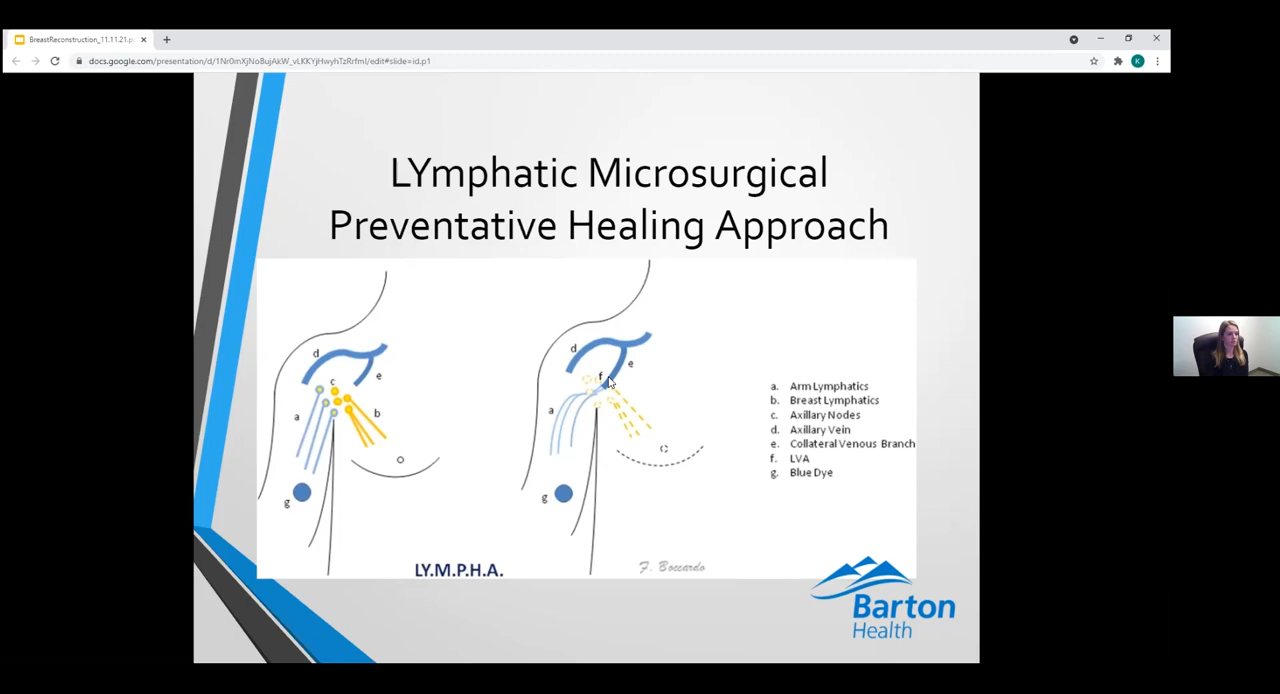 BreastReconstruction_11.11.21.p
docs.google.com/presentation/d/1Nr0mXjNoBujAkW_vLKKYjHwyhTzRrfmI/edit#slide=id.p1
K
LYmphatic Microsurgical
Preventative Healing Approach
d
c
e
a
b
g
LY.M.P.H.A.
d
f
e
a
g
F. Boccardo
a. Arm Lymphatics
b. Breast Lymphatics
c. Axillary Nodes
d. Axillary Vein
e. Collateral Venous Branch
f. LVA
g. Blue Dye
Barton
Health